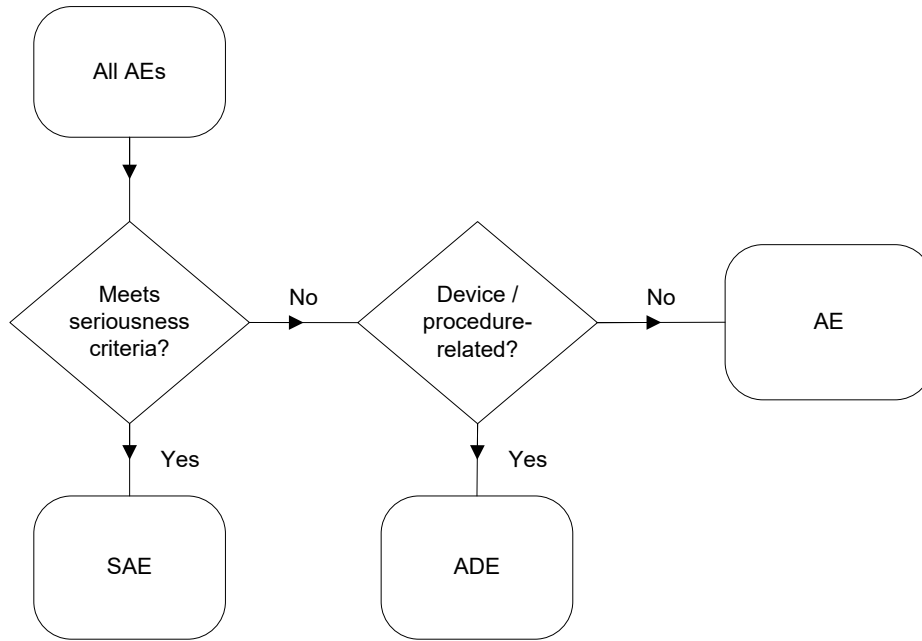 All AEs
Meets
seriousness
criteria?
No
Device /
procedure-
related?
No
AE
Yes
Yes
SAE
ADE